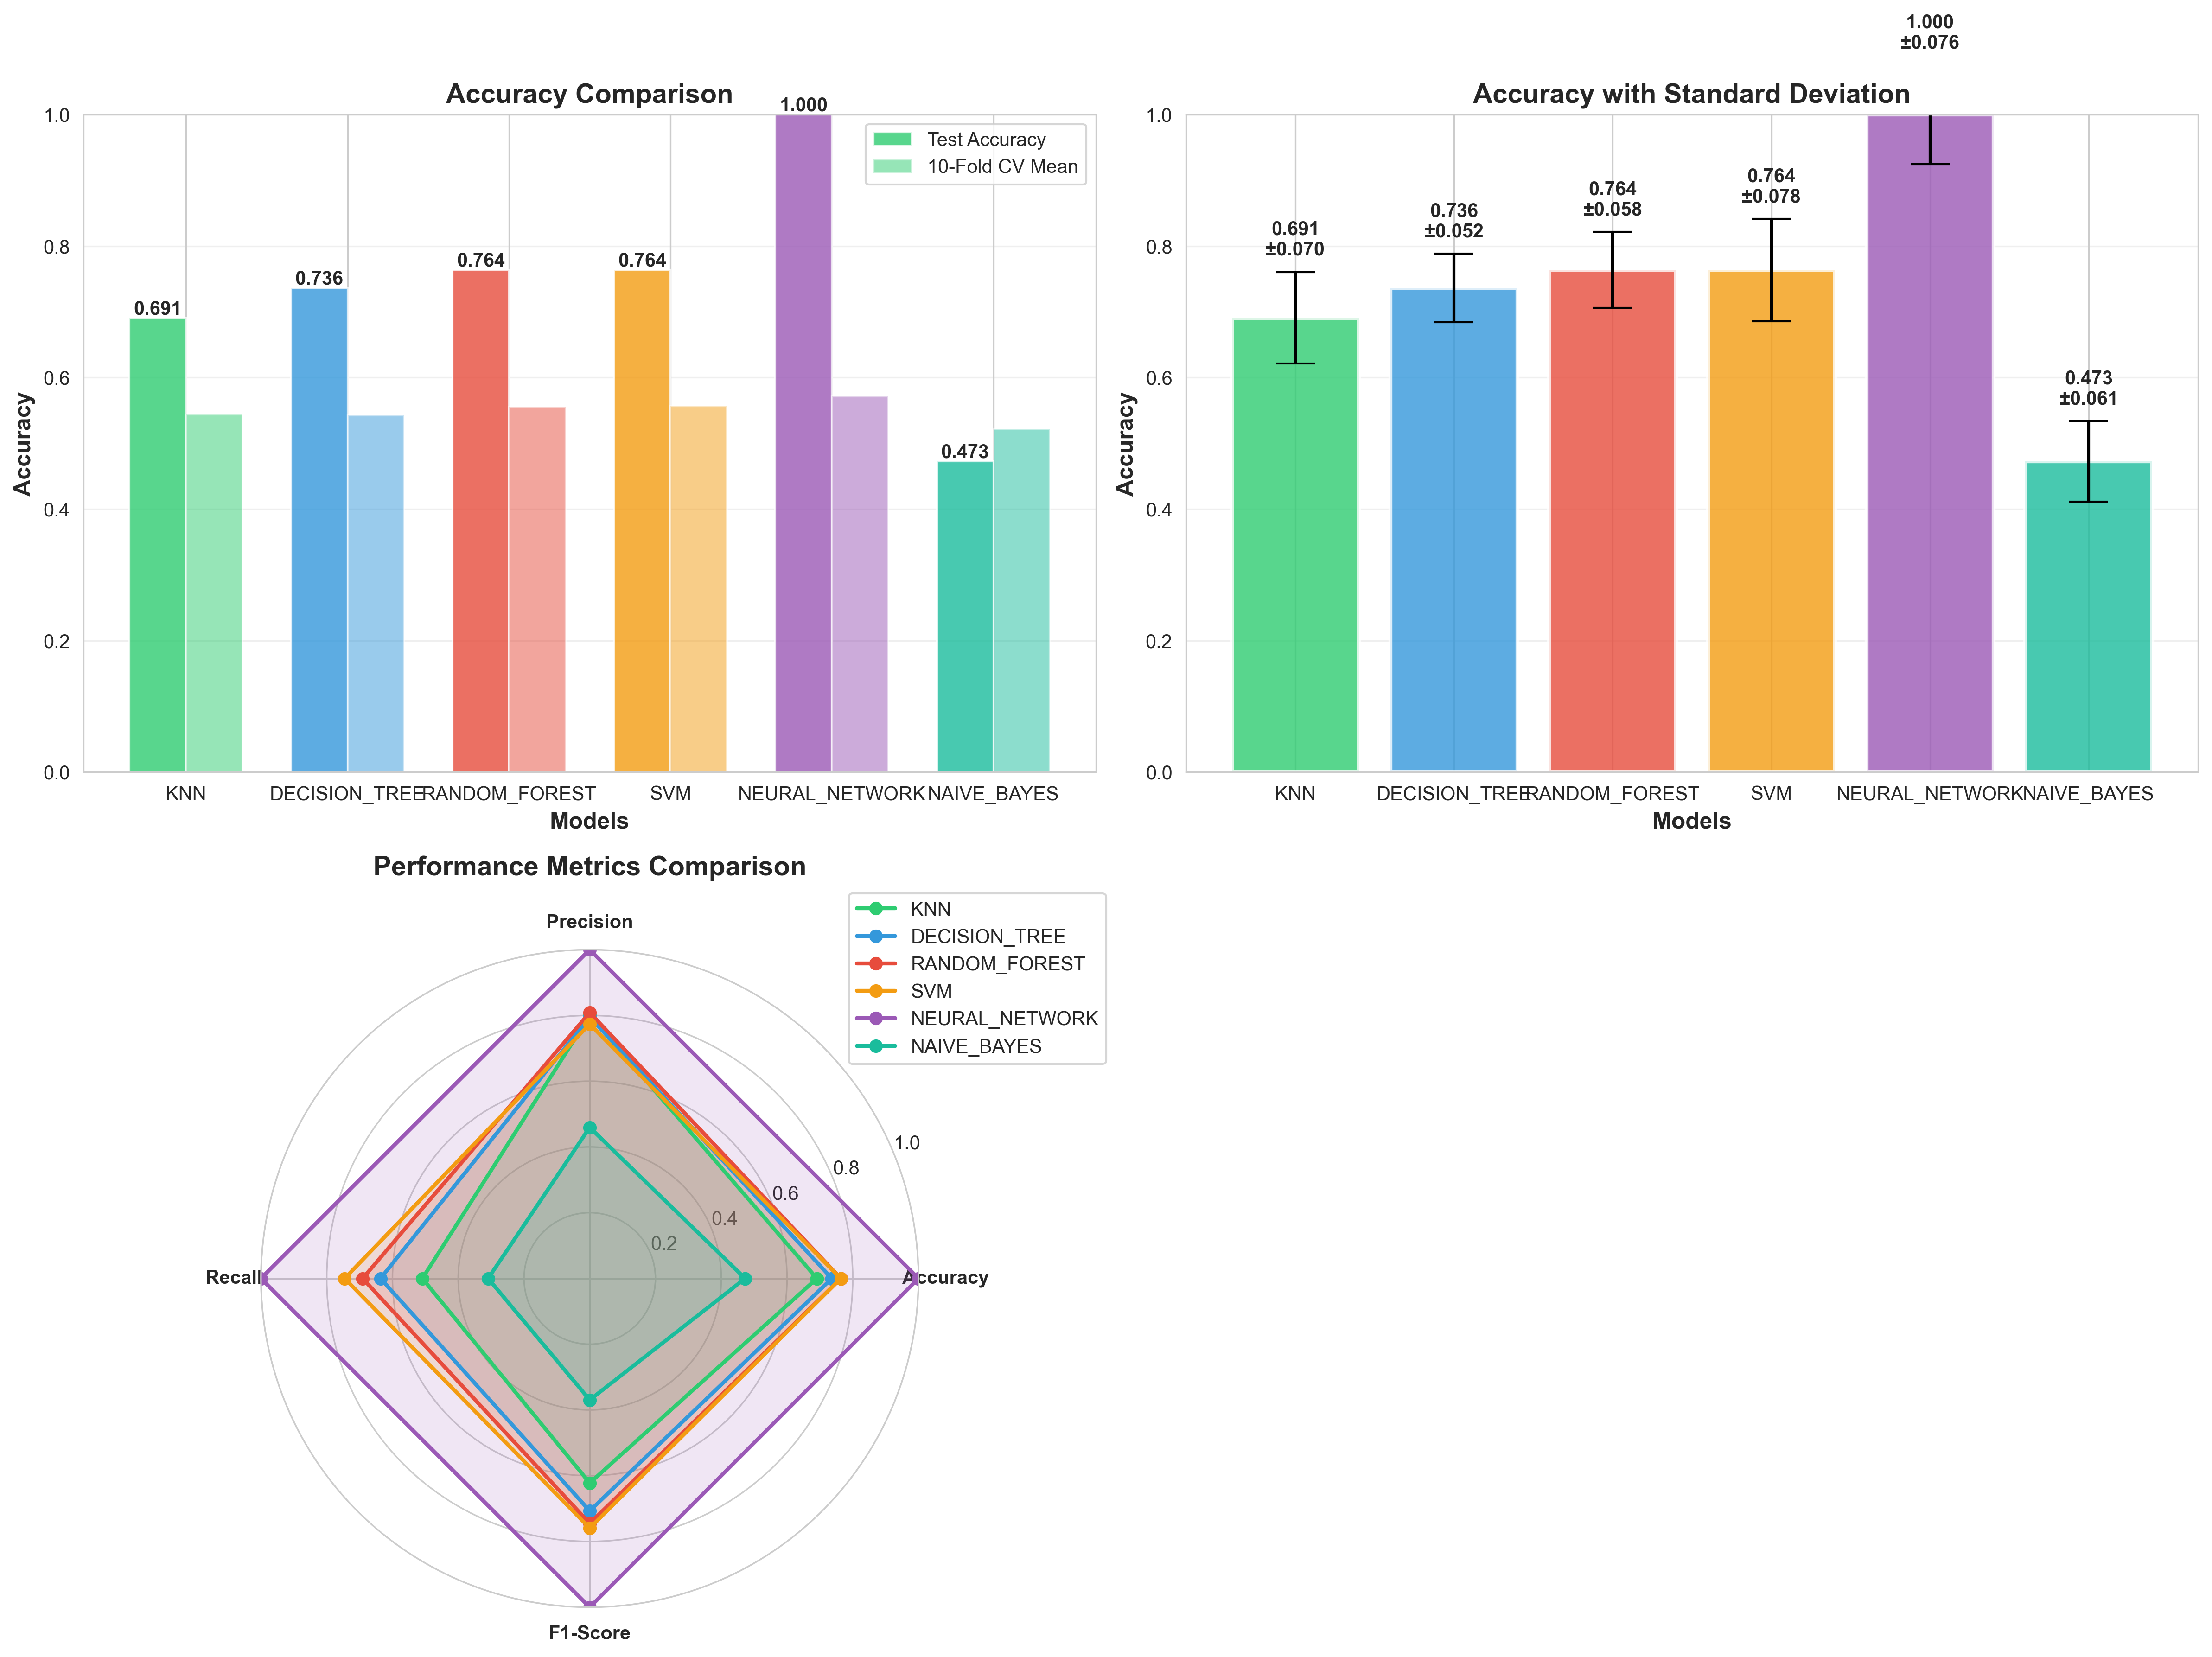 Accuracy Comparison
Accuracy
1.0
0.8
0.6
0.4
0.2
0.0
0.691
0.736
0.764
0.764
1.000
0.473
Test Accuracy
10-Fold CV Mean
KNN
DECISION_TREE
RANDOM_FOREST
SVM
NEURAL_NETWORK
NAIVE_BAYES
Models
Accuracy with Standard Deviation
Accuracy
1.0
0.8
0.6
0.4
0.2
0.0
0.691
±0.070
0.736
±0.052
0.764
±0.058
0.764
±0.078
1.000
±0.076
0.473
±0.061
KNN
DECISION_TREE
RANDOM_FOREST
SVM
NEURAL_NETWORK
NAIVE_BAYES
Models
Performance Metrics Comparison
Precision
Recall
Accuracy
F1-Score
1.0
0.8
0.6
0.4
0.2
KNN
DECISION_TREE
RANDOM_FOREST
SVM
NEURAL_NETWORK
NAIVE_BAYES